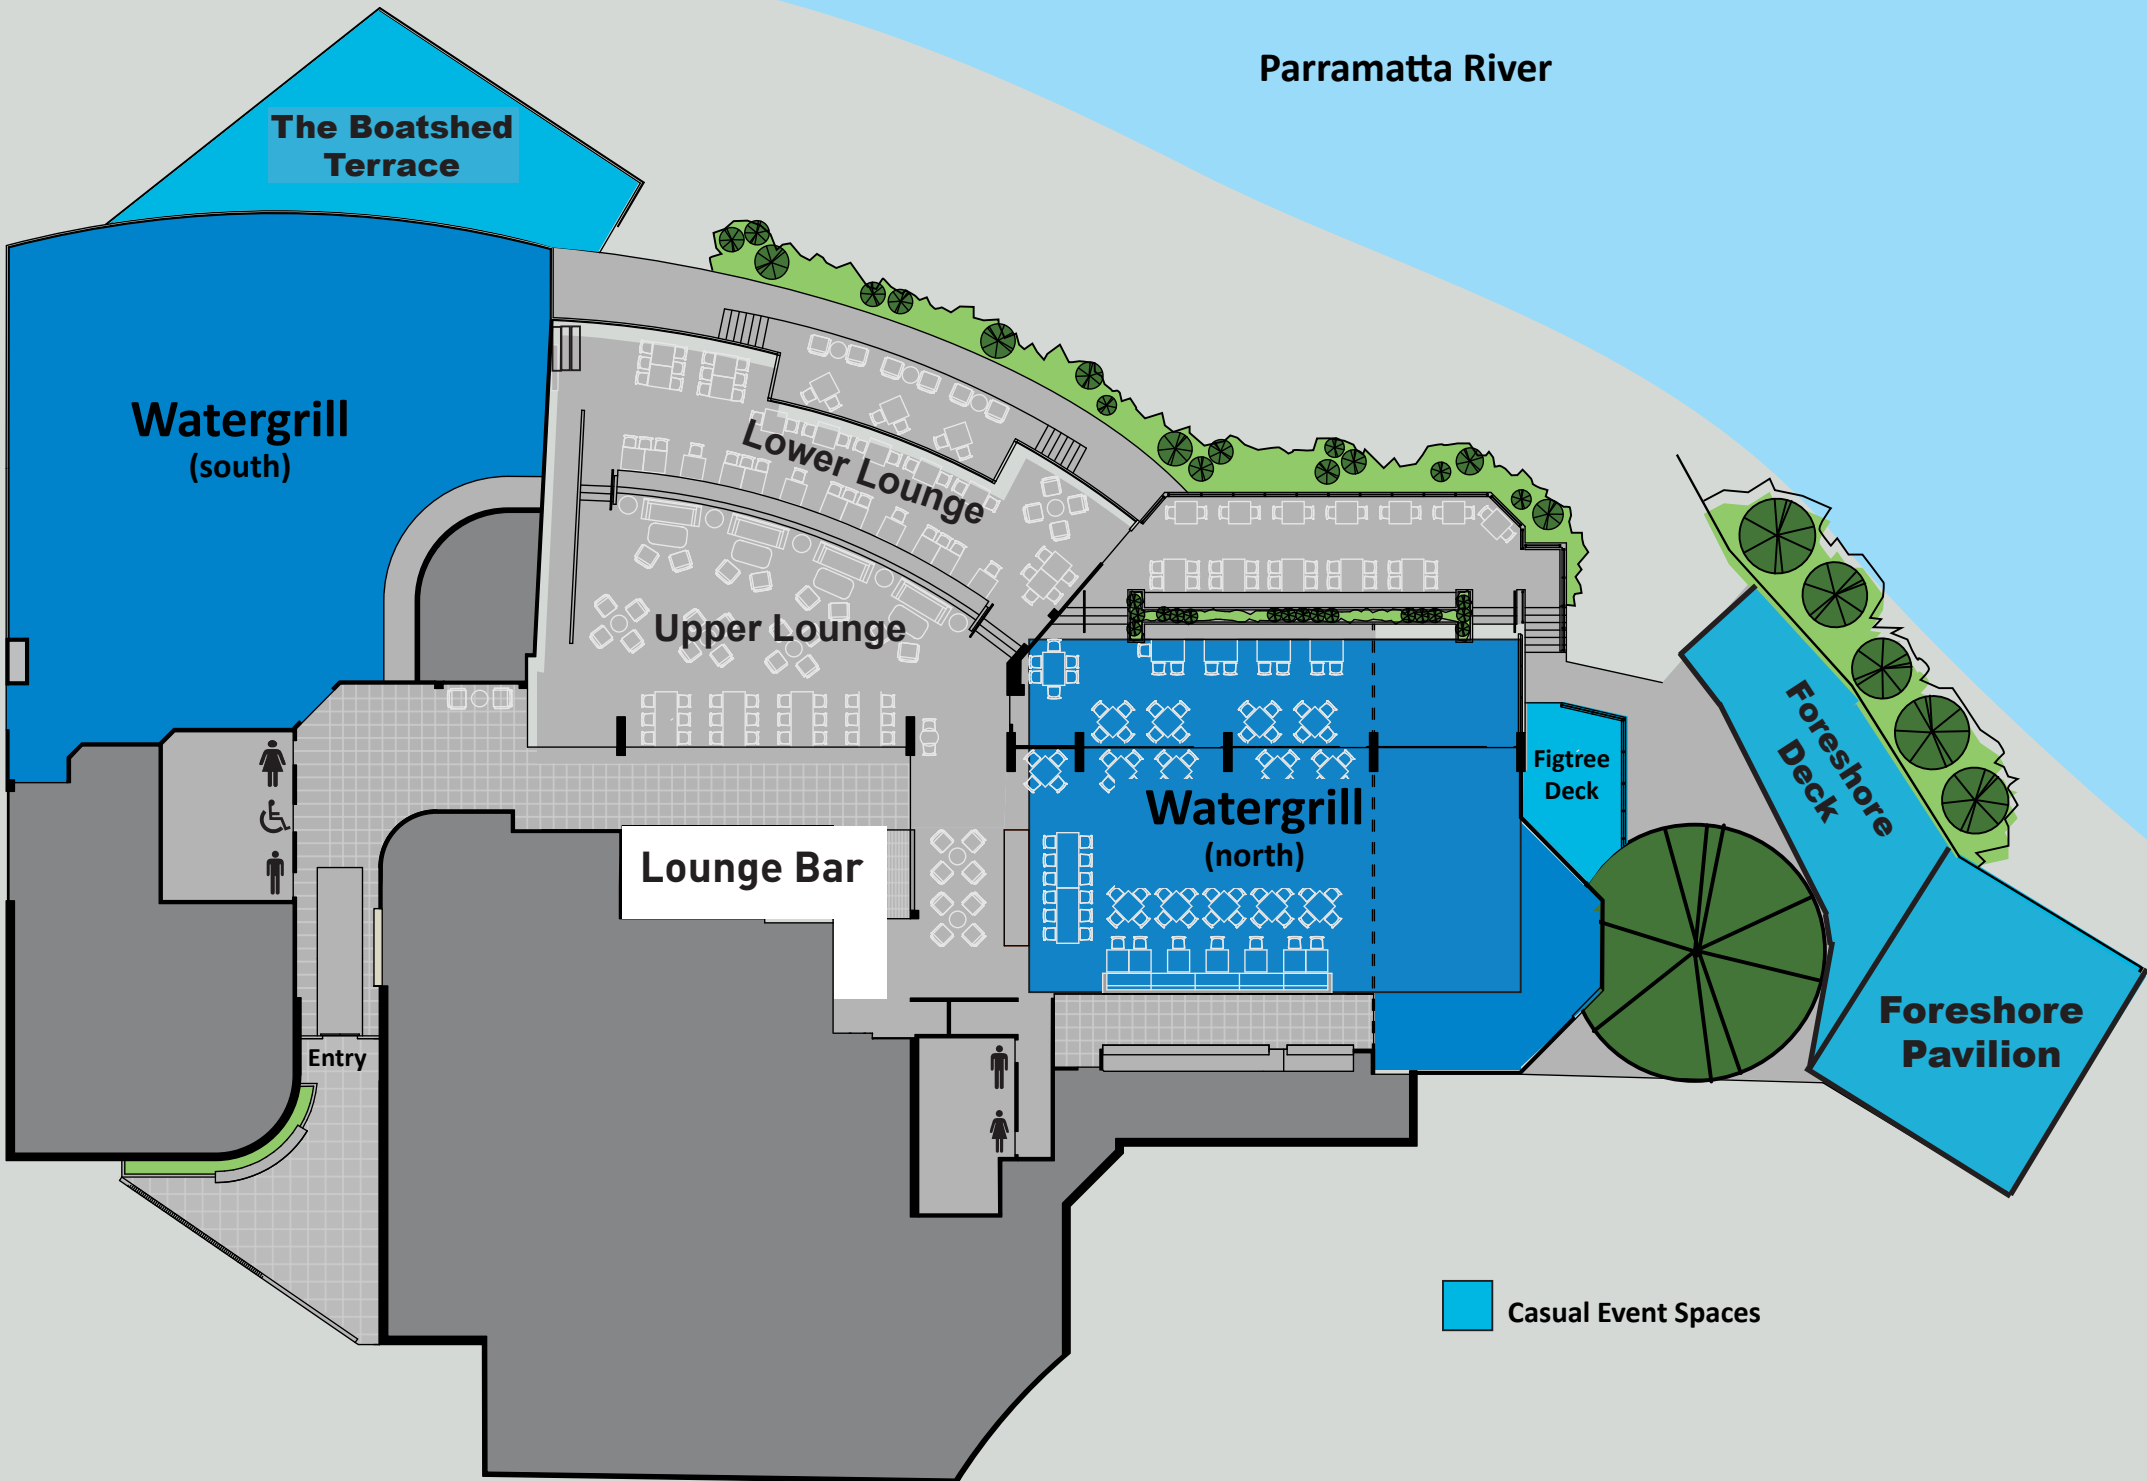 Parramatta River
The Boatshed
Terrace
Watergrill
(south)
Lower Lounge
Upper Lounge
Foreshore
Deck
Figtree
Deck
Watergrill
(north)
Lounge Bar
Foreshore
Pavilion
Entry
Casual Event Spaces